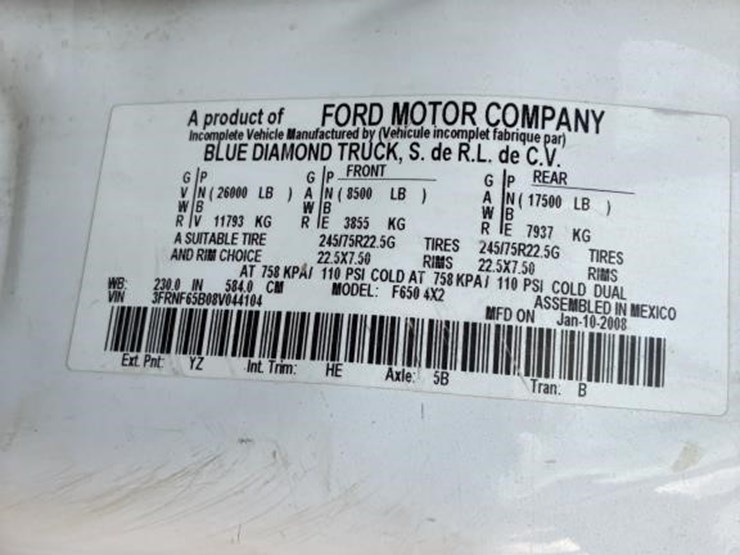 A product of FORD MOTOR COMPANY
Incomplete Vehicle Manufactured by (Vehicule incomplet fabrique par)
BLUE DIAMOND TRUCK, S. de R.L. de C.V.
G P G P FRONT G P REAR
V N ( 26000 LB ) A N ( 8500 LB ) A N ( 17500 LB )
W B W B W B
R V 11793 KG R E 3855 KG R E 7937 KG
A SUITABLE TIRE 245/75R22.5G TIRES 245/75R22.5G TIRES
AND RIM CHOICE 22.5X7.50 RIMS 22.5X7.50 RIMS
AT 758 KPA/ 110 PSI COLD AT 758 KPA/ 110 PSI COLD DUAL
WB: 230.0 IN 584.0 CM MODEL: F650 4X2 ASSEMBLED IN MEXICO
VIN 3FRNF65B08V044104 MFD ON Jan-10-2008
Ext. Pnt: YZ Int. Trim: HE Axle: 5B Tran: B